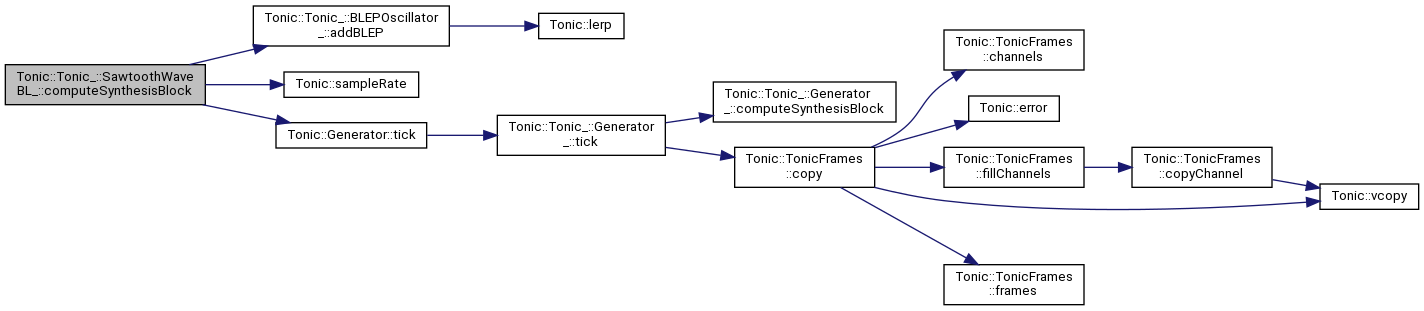 Tonic::Tonic_::SawtoothWave
BL_::computeSynthesisBlock
Tonic::Tonic_::BLEPOscillator
_::addBLEP
Tonic::lerp
Tonic::sampleRate
Tonic::Generator::tick
Tonic::Tonic_::Generator
_::tick
Tonic::Tonic_::Generator
_::computeSynthesisBlock
Tonic::TonicFrames
::copy
Tonic::TonicFrames
::channels
Tonic::error
Tonic::TonicFrames
::fillChannels
Tonic::TonicFrames
::copyChannel
Tonic::vcopy
Tonic::TonicFrames
::frames